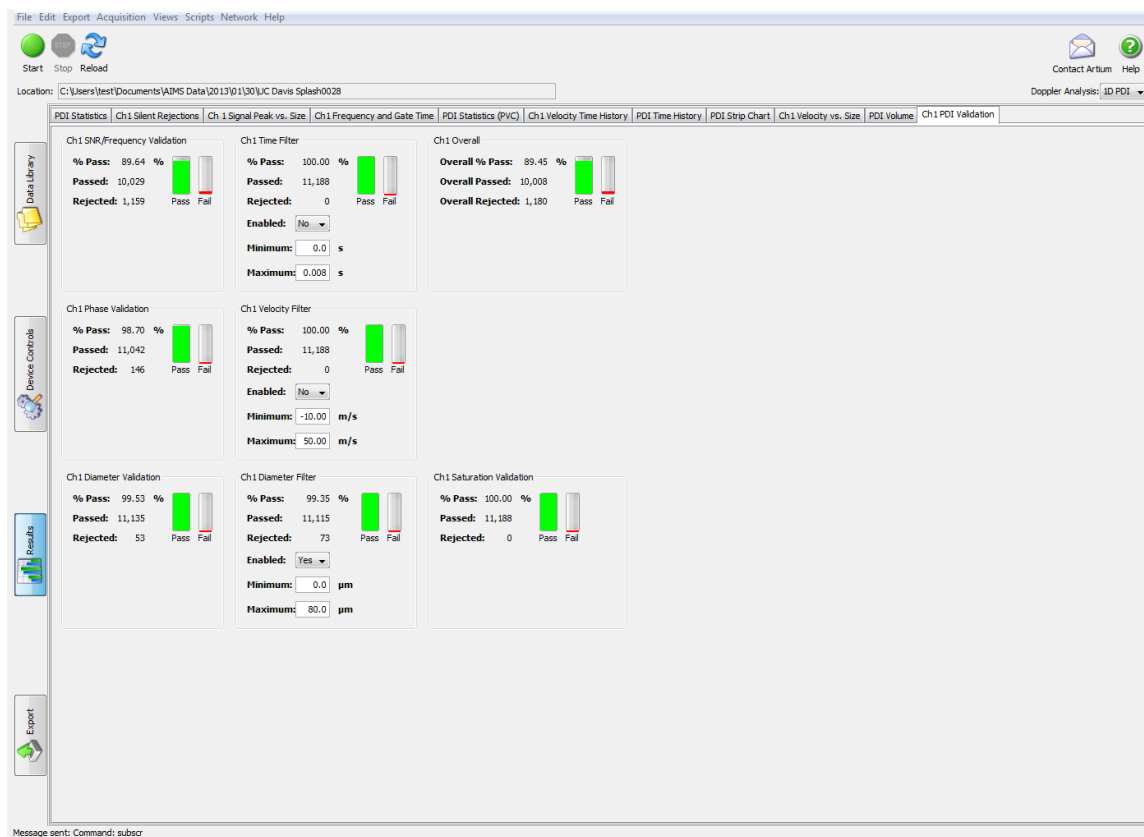 File Edit Export Acquisition Views Scripts Network Help
STOP
Start Stop Reload
Contact Artium Help
Location: C:\Users\test\Documents\AIMS Data\2013\01\30\UC Davis Splash0028
Doppler Analysis: 1D PDI
PDI Statistics Ch1 Silent Rejections Ch 1 Signal Peak vs. Size Ch1 Frequency and Gate Time PDI Statistics (PVC) Ch1 Velocity Time History PDI Time History PDI Strip Chart Ch1 Velocity vs. Size PDI Volume Ch1 PDI Validation
Data Library
Device Controls
Results
Export
Ch1 SNR/Frequency Validation
% Pass: 89.64 %
Passed: 10,029
Rejected: 1,159 Pass Fail
Ch1 Time Filter
% Pass: 100.00 %
Passed: 11,188
Rejected: 0 Pass Fail
Enabled: No
Minimum: 0.0 s
Maximum: 0.008 s
Ch1 Overall
Overall % Pass: 89.45 %
Overall Passed: 10,008
Overall Rejected: 1,180 Pass Fail
Ch1 Phase Validation
% Pass: 98.70 %
Passed: 11,042
Rejected: 146 Pass Fail
Ch1 Velocity Filter
% Pass: 100.00 %
Passed: 11,188
Rejected: 0 Pass Fail
Enabled: No
Minimum: -10.00 m/s
Maximum: 50.00 m/s
Ch1 Diameter Validation
% Pass: 99.53 %
Passed: 11,135
Rejected: 53 Pass Fail
Ch1 Diameter Filter
% Pass: 99.35 %
Passed: 11,115
Rejected: 73 Pass Fail
Enabled: Yes
Minimum: 0.0 µm
Maximum: 80.0 µm
Ch1 Saturation Validation
% Pass: 100.00 %
Passed: 11,188
Rejected: 0 Pass Fail
Message sent: Command: subscr